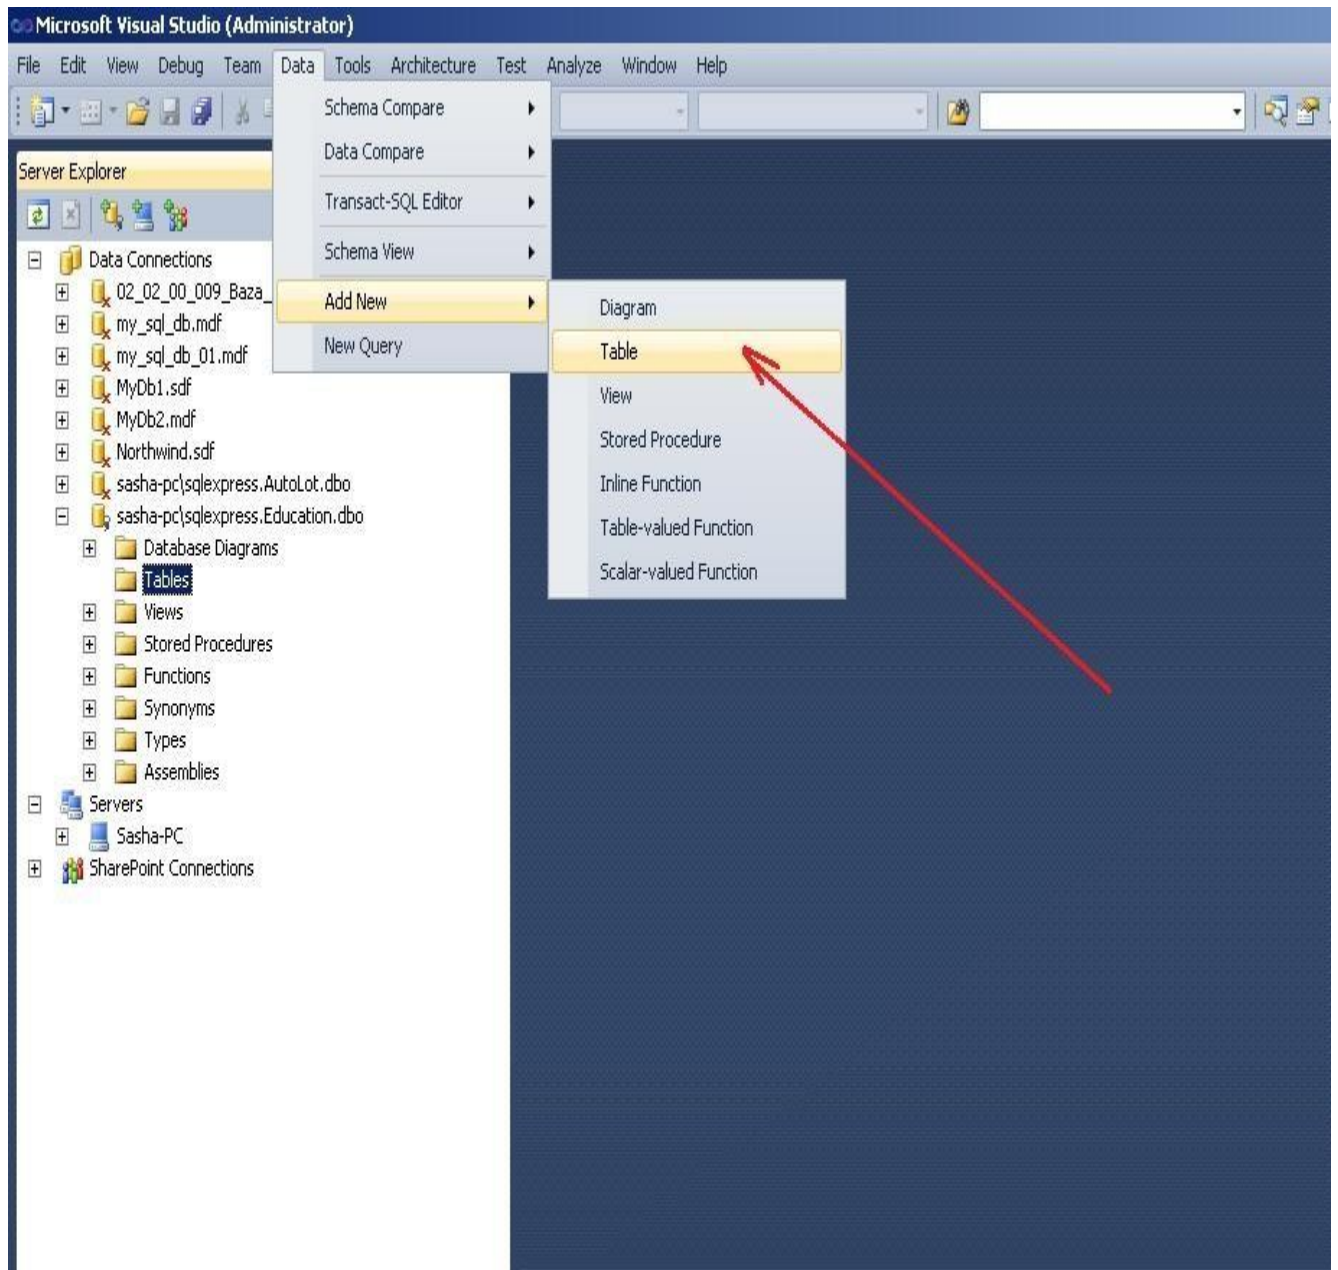 Microsoft Visual Studio (Administrator)
File Edit View Debug Team Data Tools Architecture Test Analyze Window Help
Schema Compare
Data Compare
Transact-SQL Editor
Schema View
Add New
New Query
Diagram
Table
View
Stored Procedure
Inline Function
Table-valued Function
Scalar-valued Function
Server Explorer
Data Connections
02_02_00_009_Baza_
my_sql_db.mdf
my_sql_db_01.mdf
MyDb1.sdf
MyDb2.mdf
Northwind.sdf
sasha-pc\sqlexpress.AutoLot.dbo
sasha-pc\sqlexpress.Education.dbo
Database Diagrams
Tables
Views
Stored Procedures
Functions
Synonyms
Types
Assemblies
Servers
Sasha-PC
SharePoint Connections